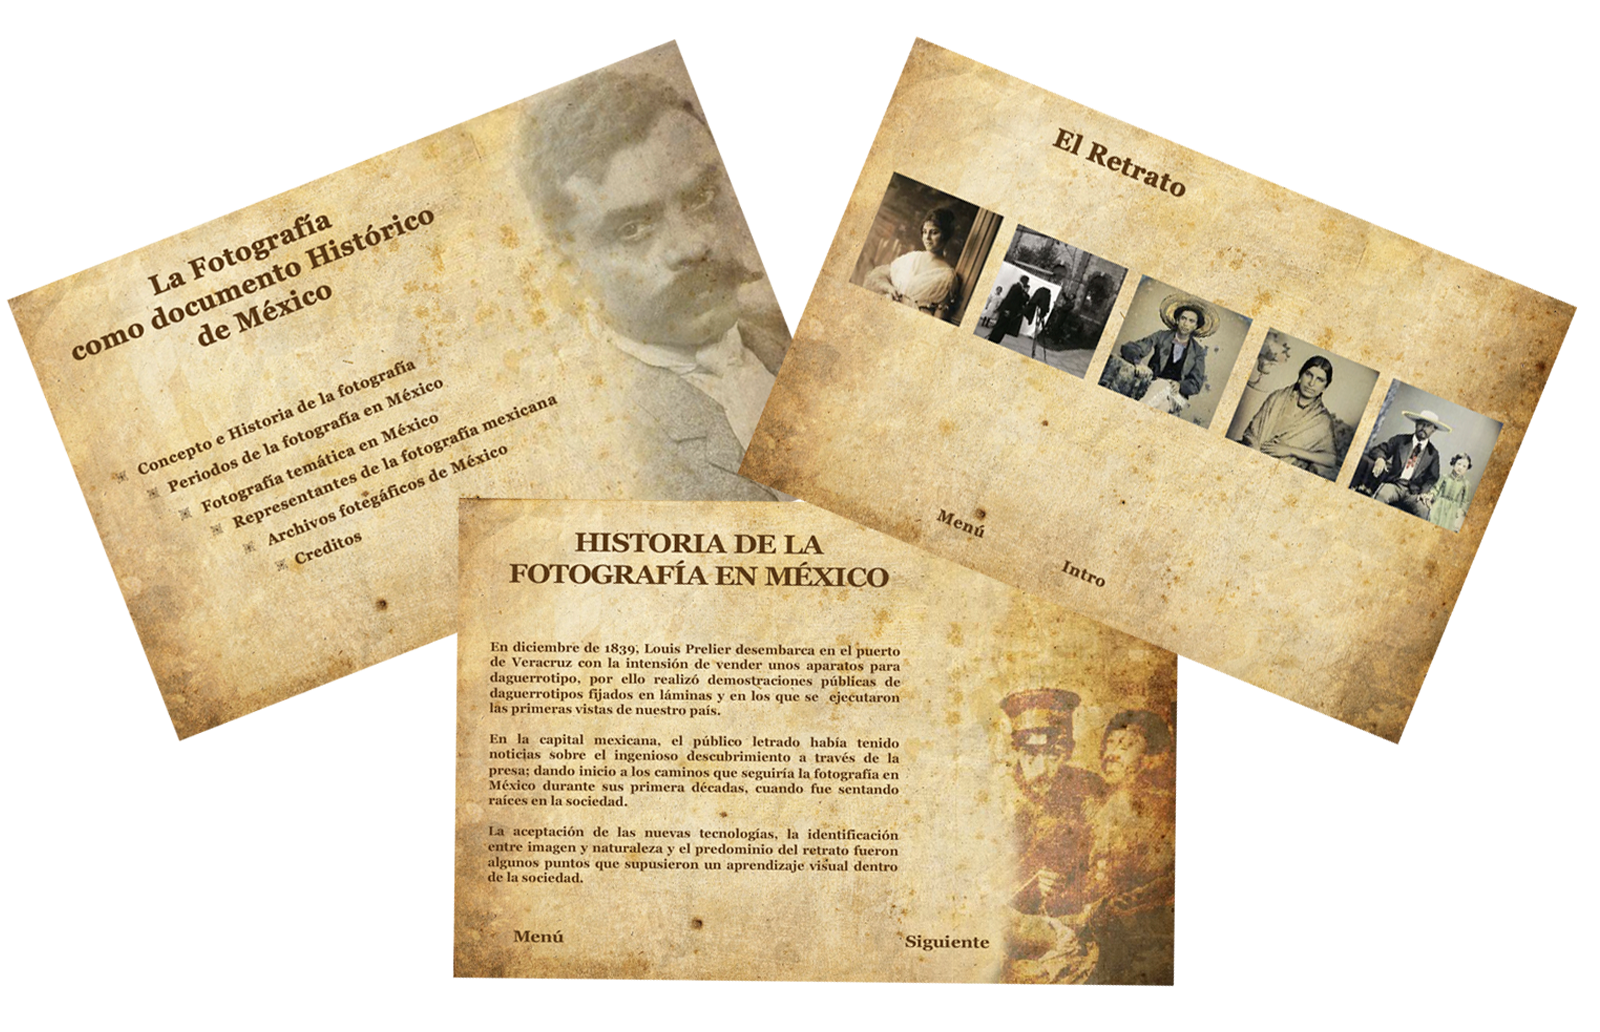 La Fotografía
como documento Histórico
de México
Concepto e Historia de la fotografía
Periodos de la fotografía en México
Fotografía temática en México
Representantes de la fotografía mexicana
Archivos fotegáficos de México
Creditos
El Retrato
Menú
Intro
HISTORIA DE LA
FOTOGRAFÍA EN MÉXICO
En diciembre de 1839, Louis Prelier desembarca en el puerto
de Veracruz con la intensión de vender unos aparatos para
daguerrotipo, por ello realizó demostraciones públicas de
daguerrotipos fijados en láminas y en los que se ejecutaron
las primeras vistas de nuestro país.
En la capital mexicana, el público letrado había tenido
noticias sobre el ingenioso descubrimiento a través de la
presa; dando inicio a los caminos que seguiría la fotografía en
México durante sus primera décadas, cuando fue sentando
raíces en la sociedad.
La aceptación de las nuevas tecnologías, la identificación
entre imagen y naturaleza y el predominio del retrato fueron
algunos puntos que supusieron un aprendizaje visual dentro
de la sociedad.
Menú
Siguiente